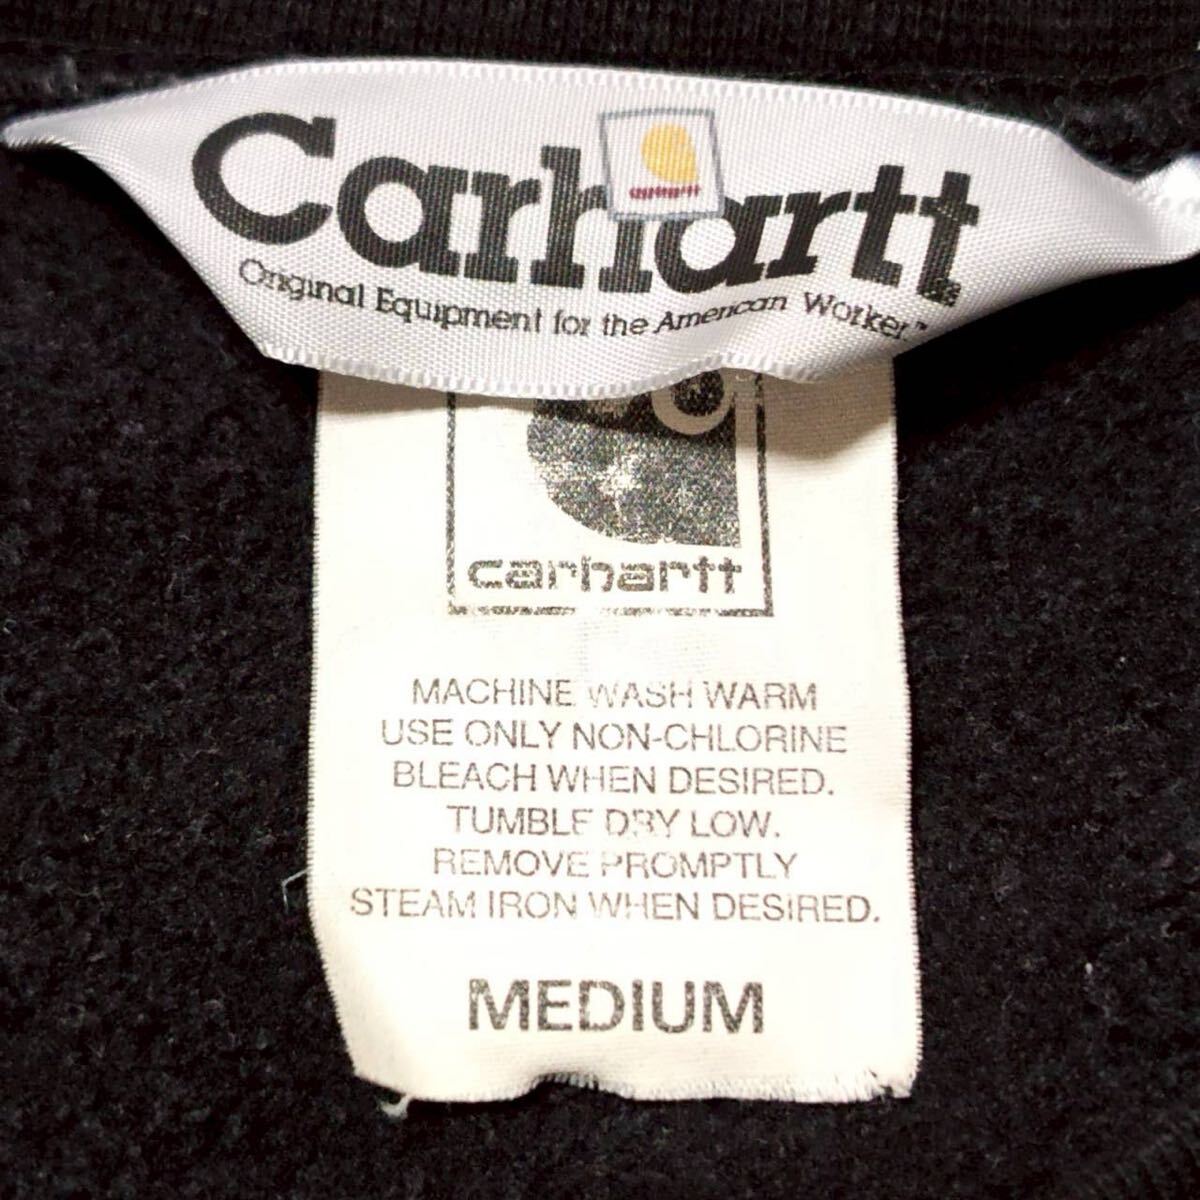 Carhartt
carhartt
Original Equipment for the American Worker™
carhartt
MACHINE WASH WARM
USE ONLY NON-CHLORINE
BLEACH WHEN DESIRED.
TUMBLE DRY LOW.
REMOVE PROMPTLY
STEAM IRON WHEN DESIRED.
MEDIUM